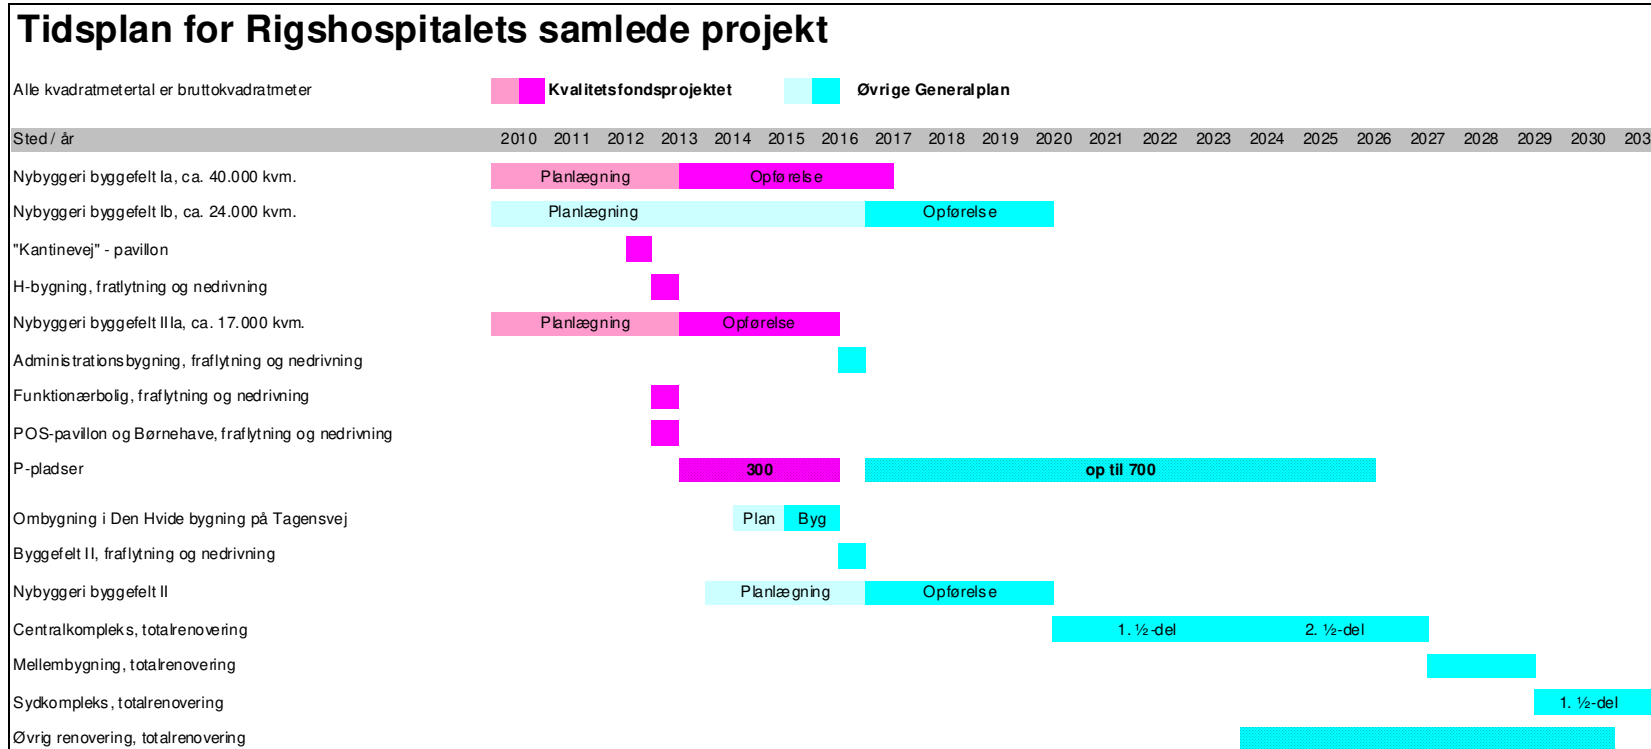 Tidsplan for Rigshospitalets samlede projekt
Alle kvadratmetertal er bruttokvadratmeter Kvalitetsfondsprojektet Øvrige Generalplan
Sted / år 2010 2011 2012 2013 2014 2015 2016 2017 2018 2019 2020 2021 2022 2023 2024 2025 2026 2027 2028 2029 2030 203
Nybyggeri byggefelt Ia, ca. 40.000 kvm. Planlægning Opførelse
Nybyggeri byggefelt Ib, ca. 24.000 kvm. Planlægning Opførelse
"Kantinevej" - pavillon
H-bygning, fratlytning og nedrivning
Nybyggeri byggefelt IIIa, ca. 17.000 kvm. Planlægning Opførelse
Administrationsbygning, fraflytning og nedrivning
Funktionærbolig, fraflytning og nedrivning
POS-pavillon og Børnehave, fraflytning og nedrivning
P-pladser 300 op til 700
Ombygning i Den Hvide bygning på Tagensvej Plan Byg
Byggefelt II, fraflytning og nedrivning
Nybyggeri byggefelt II Planlægning Opførelse
Centralkompleks, totalrenovering 1. ½-del 2. ½-del
Mellembygning, totalrenovering
Sydkompleks, totalrenovering 1. ½-del
Øvrig renovering, totalrenovering